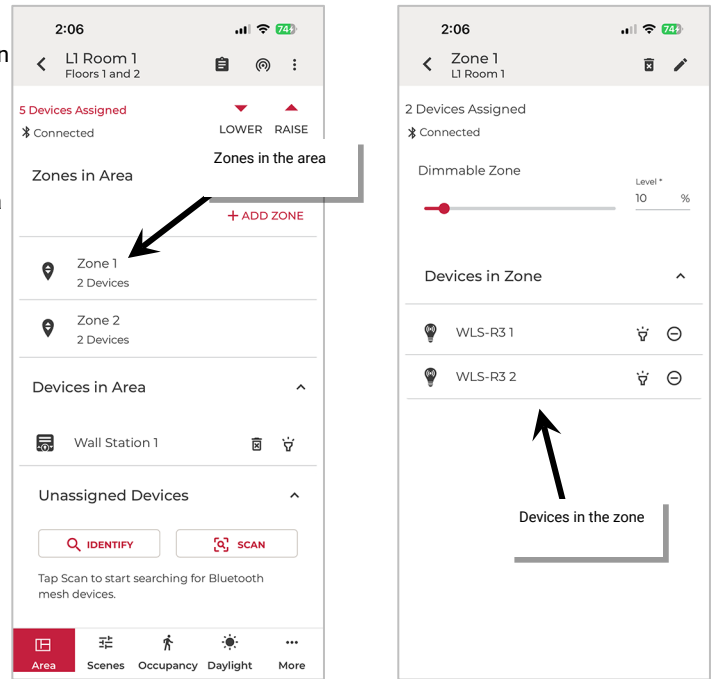 n
a
2:06
74
L1 Room 1
Floors 1 and 2
5 Devices Assigned
Connected
LOWER RAISE
Zones in the area
Zones in Area
+ ADD ZONE
Zone 1
2 Devices
Zone 2
2 Devices
Devices in Area
Wall Station 1
Unassigned Devices
IDENTIFY
SCAN
Tap Scan to start searching for Bluetooth
mesh devices.
Area Scenes Occupancy Daylight More
2:06
74
Zone 1
L1 Room 1
2 Devices Assigned
Connected
Dimmable Zone
Level *
10 %
Devices in Zone
WLS-R3 1
WLS-R3 2
Devices in the zone